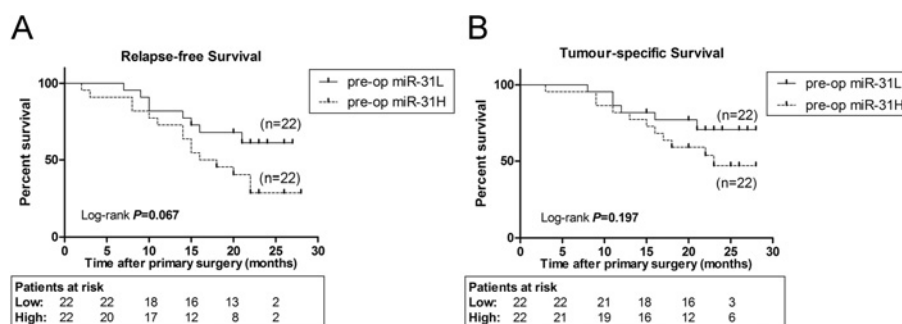 A
Relapse-free Survival
pre-op miR-31L
pre-op miR-31H
Percent survival
100
50
0
(n=22)
(n=22)
Log-rank P=0.067
0 5 10 15 20 25 30
Time after primary surgery (months)
Patients at risk
Low: 22 22 18 16 13 2
High: 22 20 17 12 8 2
B
Tumour-specific Survival
pre-op miR-31L
pre-op miR-31H
Percent survival
100
50
0
(n=22)
(n=22)
Log-rank P=0.197
0 5 10 15 20 25 30
Time after primary surgery (months)
Patients at risk
Low: 22 22 21 18 16 3
High: 22 21 19 16 12 6